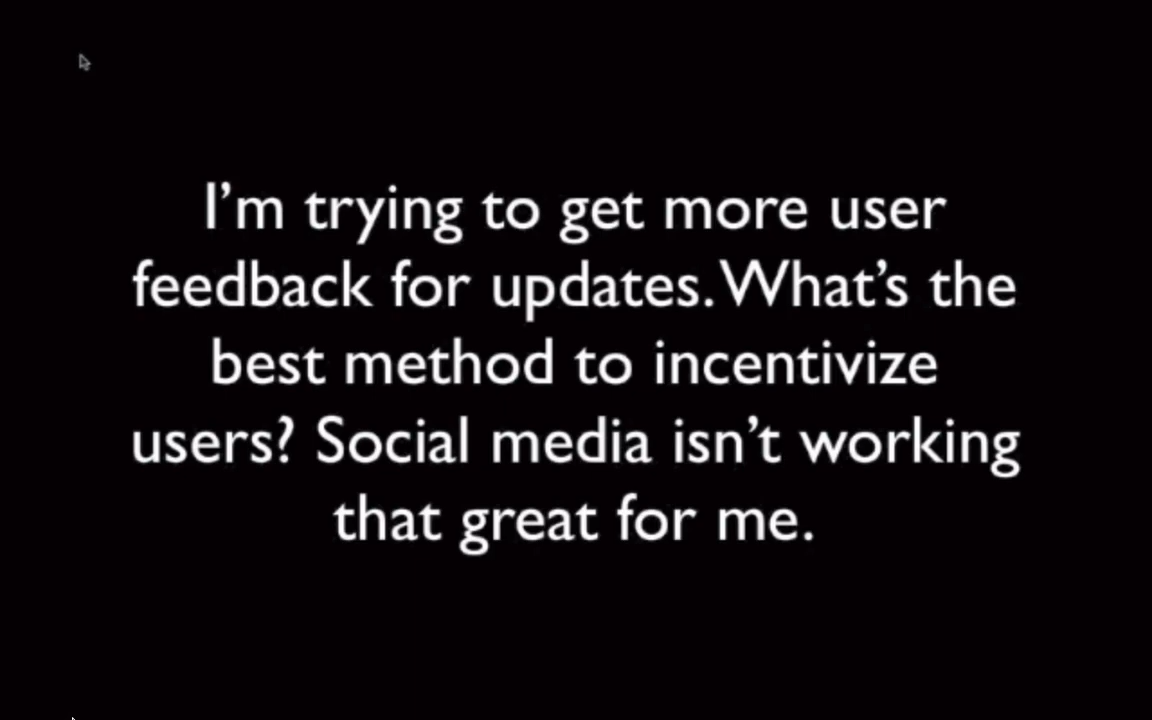 I’m trying to get more user
feedback for updates. What’s the
best method to incentivize
users? Social media isn’t working
that great for me.